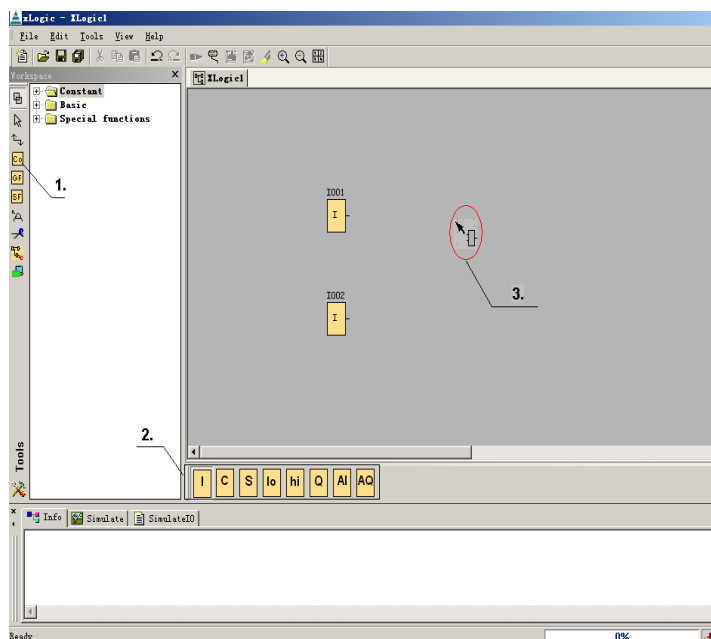 xLogic - XLogic1
File Edit Tools View Help
Workspace x
XLogic1
Constant
Basic
Special functions
Co
GF
SF
A
1.
I001
I
3.
I002
I
2.
Tools
I C S lo hi Q AI AQ
Info Simulate SimulateIO
Ready 0%